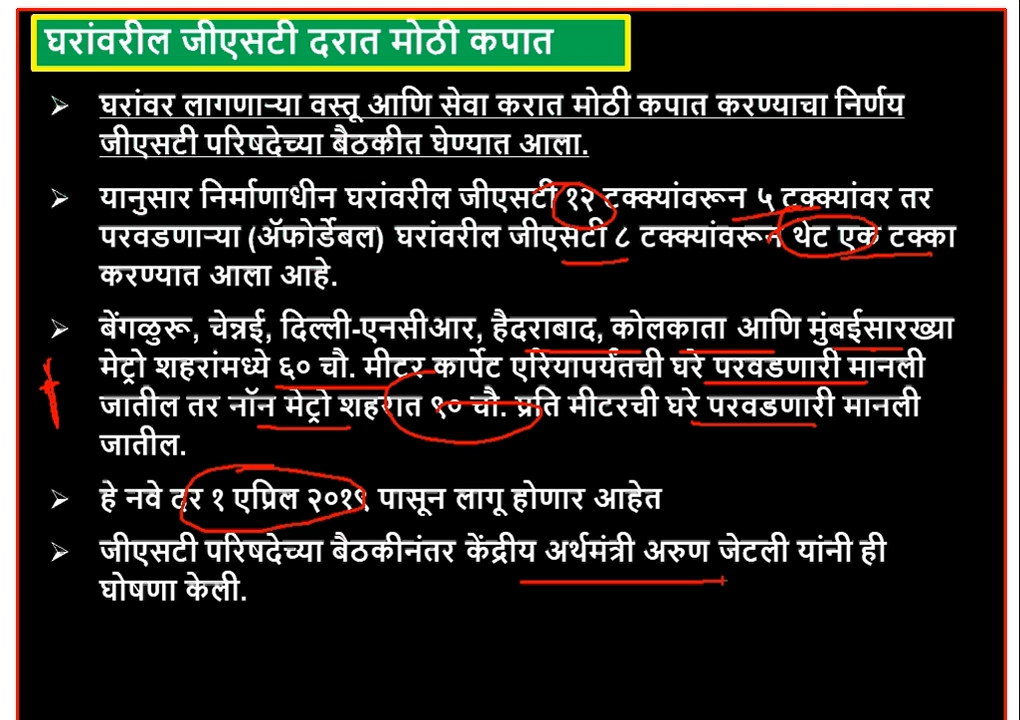 घरांवरील जीएसटी दरात मोठी कपात
➢ घरांवर लागणाऱ्या वस्तू आणि सेवा करात मोठी कपात करण्याचा निर्णय
जीएसटी परिषदेच्या बैठकीत घेण्यात आला.
➢ यानुसार निर्माणाधीन घरांवरील जीएसटी १२ टक्क्यांवरून ५ टक्क्यांवर तर
परवडणाऱ्या (ॲफोर्डेबल) घरांवरील जीएसटी ८ टक्क्यांवरून थेट एक टक्का
करण्यात आला आहे.
➢ बेंगळुरू, चेन्नई, दिल्ली-एनसीआर, हैदराबाद, कोलकाता आणि मुंबईसारख्या
मेट्रो शहरांमध्ये ६० चौ. मीटर कार्पेट एरियापर्यंतची घरे परवडणारी मानली
जातील तर नॉन मेट्रो शहरात ९० चौ. प्रति मीटरची घरे परवडणारी मानली
जातील.
➢ हे नवे दर १ एप्रिल २०१९ पासून लागू होणार आहेत
➢ जीएसटी परिषदेच्या बैठकीनंतर केंद्रीय अर्थमंत्री अरुण जेटली यांनी ही
घोषणा केली.